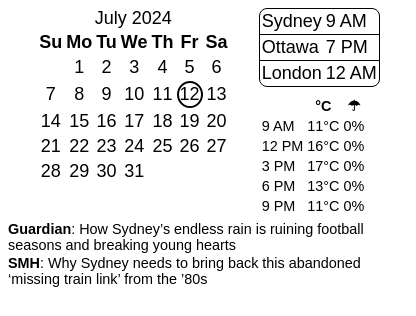 July 2024
Su Mo Tu We Th Fr Sa
1 2 3 4 5 6
7 8 9 10 11 12 13
14 15 16 17 18 19 20
21 22 23 24 25 26 27
28 29 30 31
Sydney 9 AM
Ottawa 7 PM
London 12 AM
°C ☂
9 AM 11°C 0%
12 PM 16°C 0%
3 PM 17°C 0%
6 PM 13°C 0%
9 PM 11°C 0%
Guardian: How Sydney’s endless rain is ruining football
seasons and breaking young hearts
SMH: Why Sydney needs to bring back this abandoned
‘missing train link’ from the ’80s